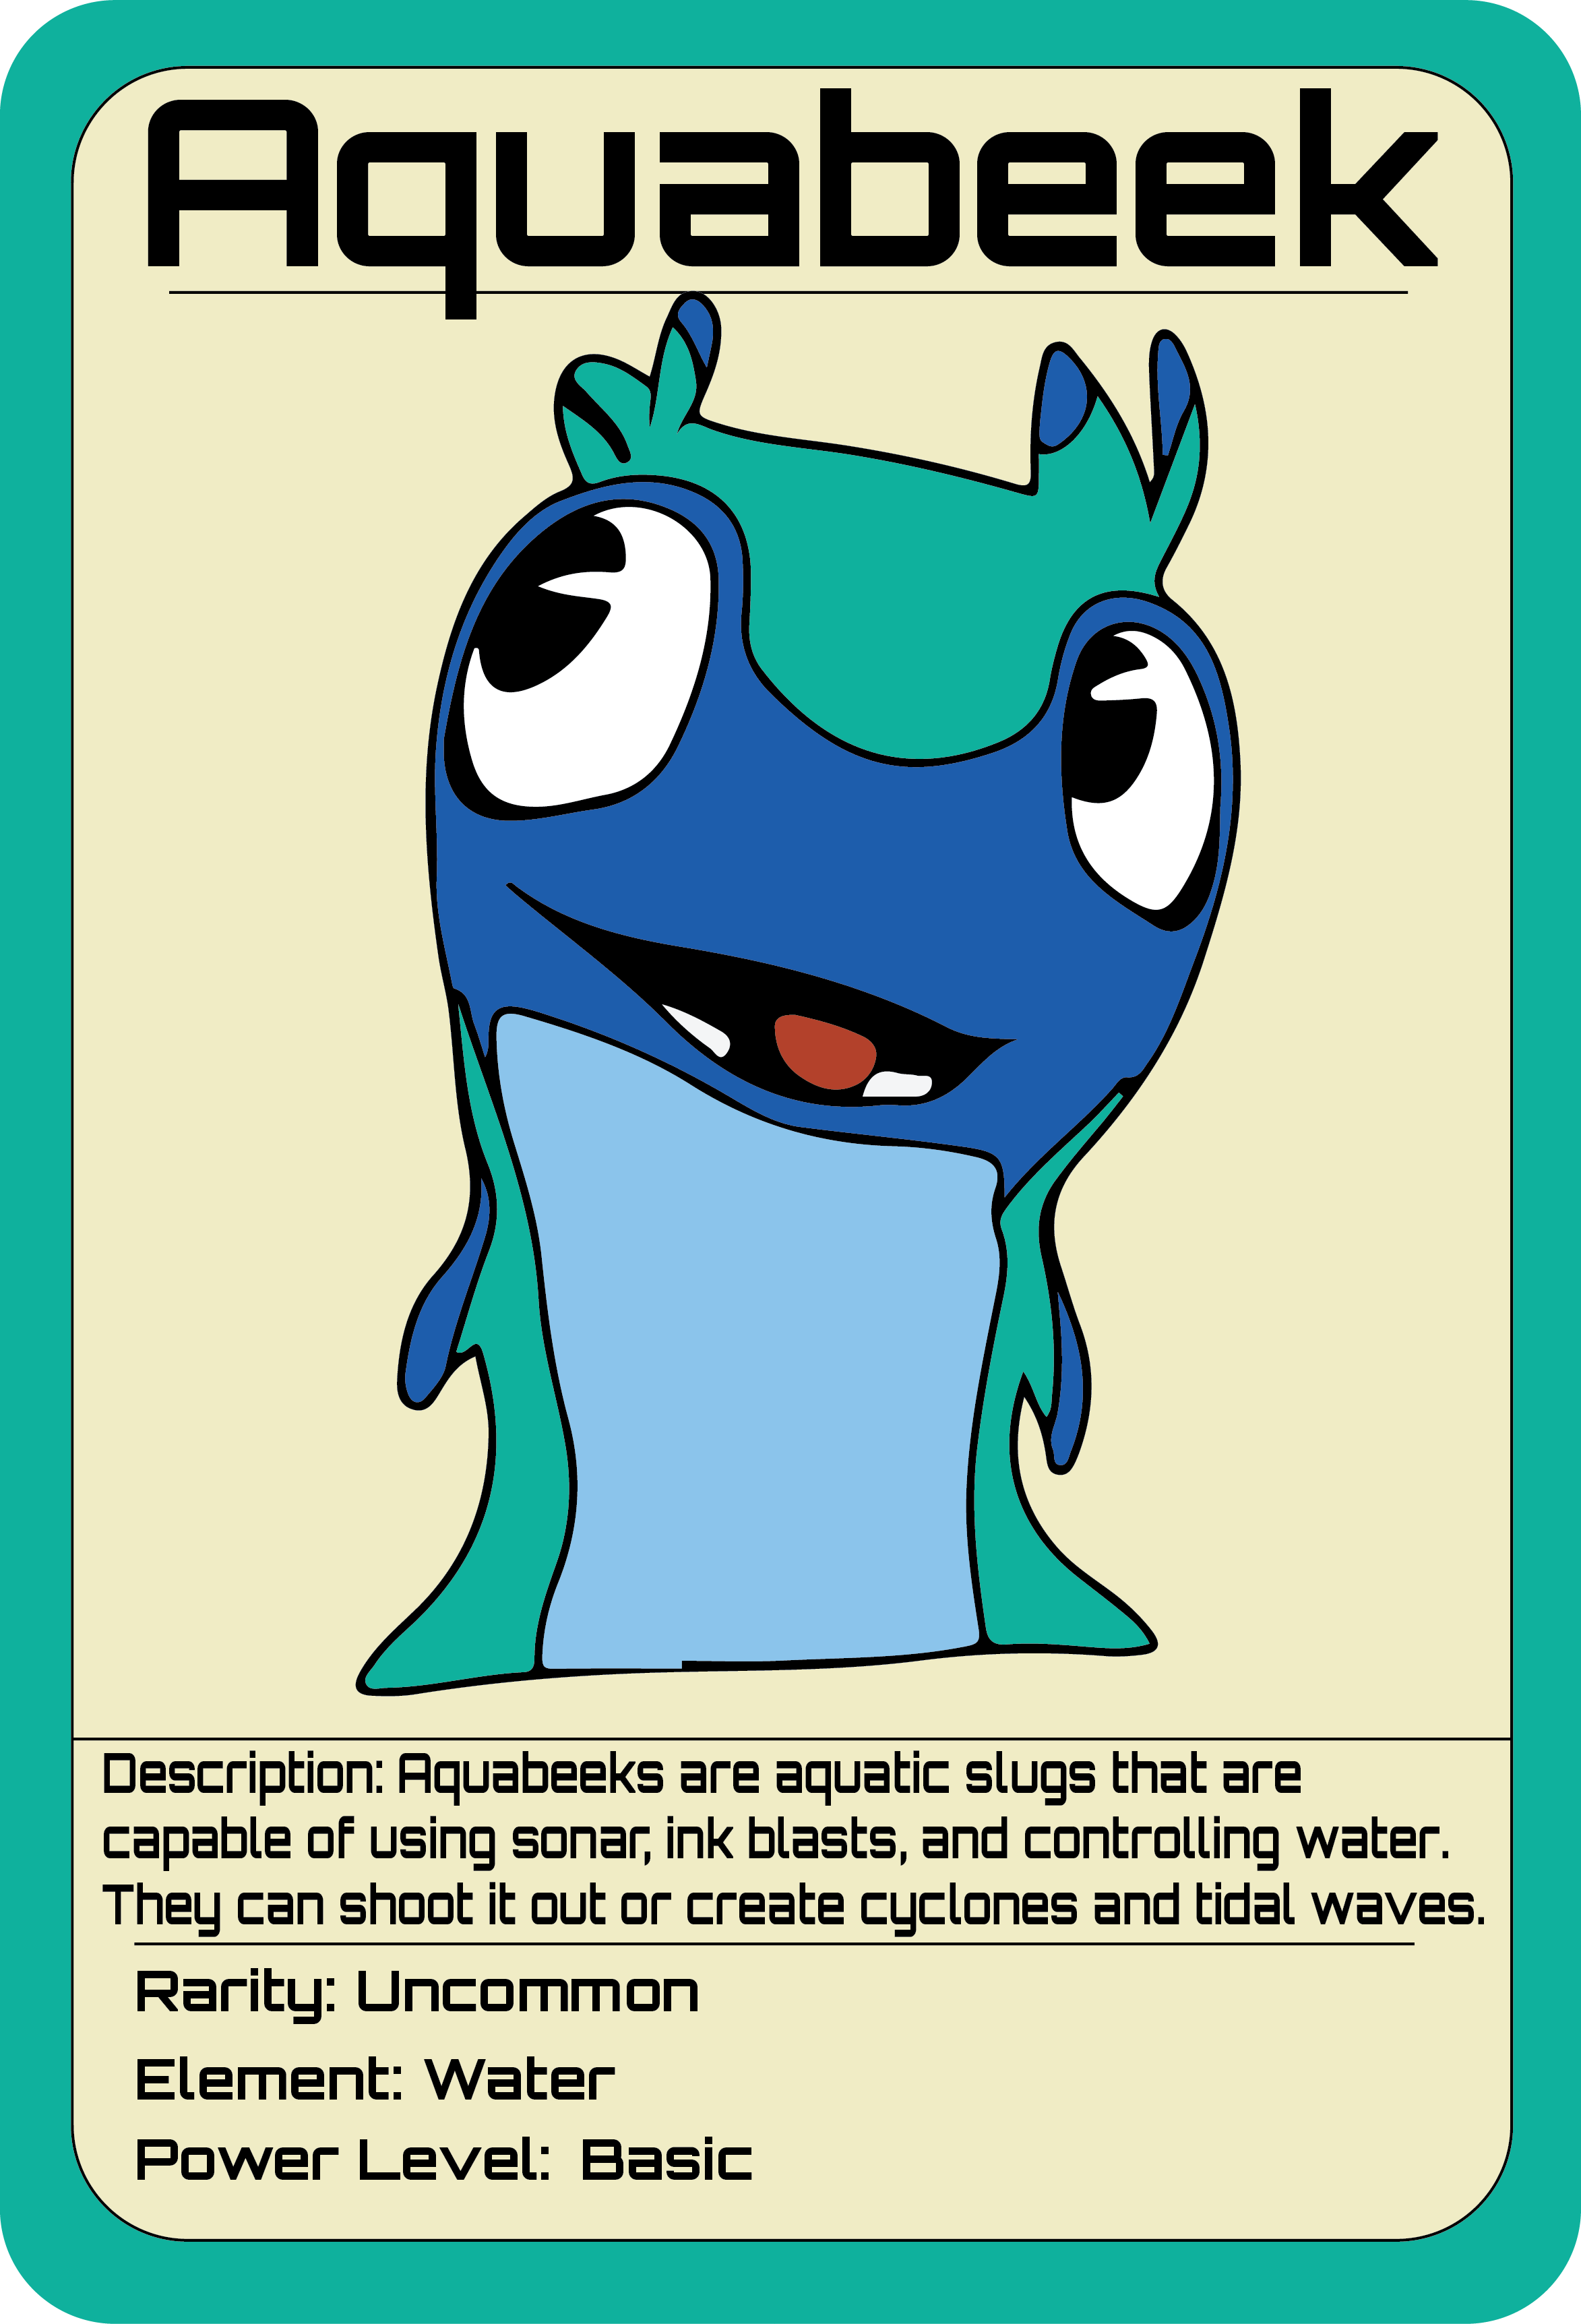 Aquabeek
Description: Aquabeeks are aquatic slugs that are
capable of using sonar, ink blasts, and controlling water.
They can shoot it out or create cyclones and tidal waves.
Rarity: Uncommon
Element: Water
Power Level: Basic